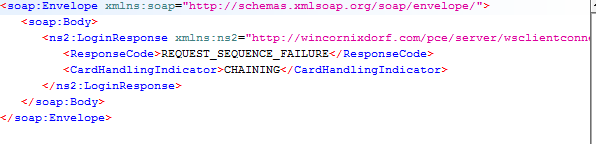 <soap:Envelope xmlns:soap="http://schemas.xmlsoap.org/soap/envelope/">
<soap:Body>
<ns2:LoginResponse xmlns:ns2="http://wincornixdorf.com/pce/server/wsclientconne
<ResponseCode>REQUEST_SEQUENCE_FAILURE</ResponseCode>
<CardHandlingIndicator>CHAINING</CardHandlingIndicator>
</ns2:LoginResponse>
</soap:Body>
</soap:Envelope>